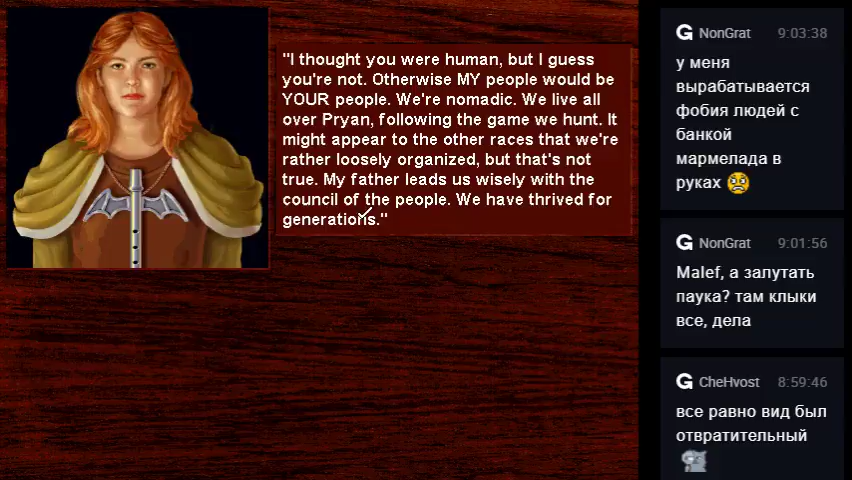 "I thought you were human, but I guess
you're not. Otherwise MY people would be
YOUR people. We're nomadic. We live all
over Pryan, following the game we hunt. It
might appear to the other races that we're
rather loosely organized, but that's not
true. My father leads us wisely with the
council of the people. We have thrived for
generations."
NonGrat 9:03:38
у меня
вырабатывается
фобия людей с
банкой
мармелада в
руках
NonGrat 9:01:56
Malef, а залутать
паука? там клыки
все, дела
CheHvost 8:59:46
все равно вид был
отвратительный